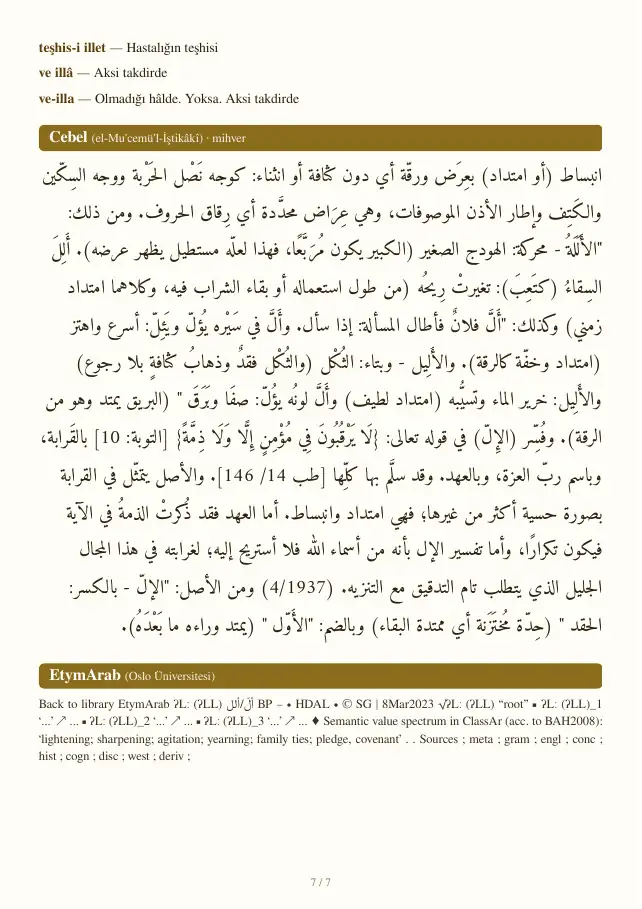 teşhis-i illet — Hastalığın teşhisi
ve illâ — Aksi takdirde
ve-illa — Olmadığı hâlde. Yoksa. Aksi takdirde
Cebel (el-Mu'cemü'l-İştikâkî) · mihver
انبساط (أو امتداد) بعِرَض ورقّة أي دون كثافة أو انثناء: كوجه نَصْل الحَرْبة ووجه السِكّين
والكَتِف وإطار الأذن الموصوفات، وهي عِرَاض محدَّدة أي رِقاق الحروف. ومن ذلك:
"الأَلَلَةُ - محركة: الهودج الصغير (الكبير يكون مُرَبَّعًا، فهذا لعلّه مستطيل يظهر عرضه). أَلِلَ
السِقاءُ (كتَعِبَ): تغيرتْ رِيحُه (من طول استعماله أو بقاء الشراب فيه، وكلاهما امتداد
زمني) وكذلك: "أَلَّ فلانٌ فأطال المسألة: إذا سأل. وأَلَّ في سَيْره يُؤلّ ويَئِلّ: أسرع واهتز
(امتداد وخفّة كالرقة). والأَلِيل - وبتاء: الثُكْل (والثُكْل فقدٌ وذهابُ كثافةٍ بلا رجوع)
والأَلِيل: خرير الماء وتسيُّبه (امتداد لطيف) وأَلَّ لونُه يؤُلّ: صفَا وبَرَقَ " (البريق يمتد وهو من
الرقة). وفُسِّر (الإِلّ) في قوله تعالى: {لَا يَرْقُبُونَ فِي مُؤْمِنٍ إِلًّا وَلَا ذِمَّةً} [التوبة: 10] بالقَرابة،
وباسم ربّ العزة، وبالعهد. وقد سلَّم بها كلِّها [طب 14/ 146]. والأصل يتمثّل في القرابة
بصورة حسية أكثر من غيرها؛ فهي امتداد وانبساط. أما العهد فقد ذُكرتْ الذمةُ في الآية
فيكون تكرارًا، وأما تفسير الإل بأنه من أسماء الله فلا أستريح إليه؛ لغرابته في هذا المجال
الجليل الذي يتطلب تام التدقيق مع التنزيه. (4/1937) ومن الأصل: "الإلّ - بالكسر:
الحقد " (حِدّة مُخْتَزَنة أي ممتدة البقاء) وبالضم: "الأَوّل " (يمتد وراءه ما بَعْدَهُ).
EtymArab (Oslo Üniversitesi)
Back to library EtymArab ʔL: (ʔLL) ألّ/ألل BP – • HDAL • © SG | 8Mar2023 √ʔL: (ʔLL) “root” ▪ ʔL: (ʔLL)_1
‘...’ ↗ ... ▪ ʔL: (ʔLL)_2 ‘...’ ↗ ... ▪ ʔL: (ʔLL)_3 ‘...’ ↗ ... ♦ Semantic value spectrum in ClassAr (acc. to BAH2008):
‘lightening; sharpening; agitation; yearning; family ties; pledge, covenant’ . . Sources ; meta ; gram ; engl ; conc ;
hist ; cogn ; disc ; west ; deriv ;
7 / 7